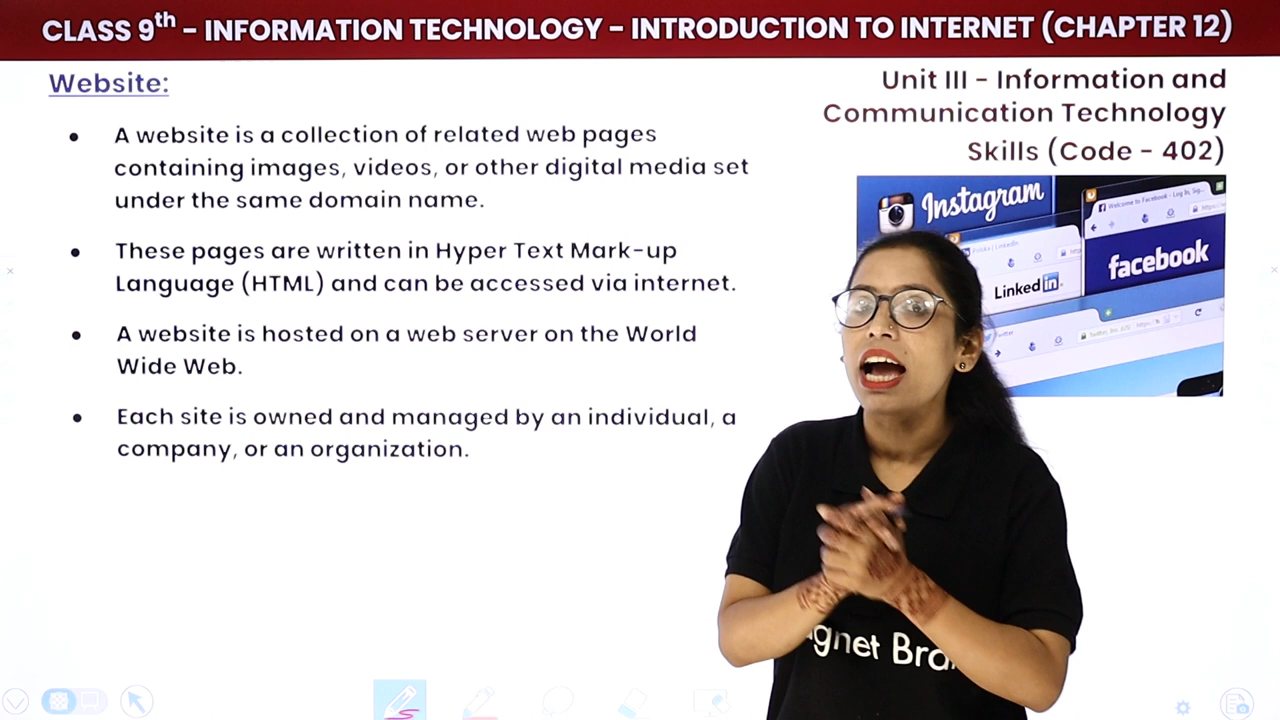 CLASS 9th – INFORMATION TECHNOLOGY – INTRODUCTION TO INTERNET (CHAPTER 12)
Website:
• A website is a collection of related web pages
containing images, videos, or other digital media set
under the same domain name.
• These pages are written in Hyper Text Mark-up
Language (HTML) and can be accessed via internet.
• A website is hosted on a web server on the World
Wide Web.
• Each site is owned and managed by an individual, a
company, or an organization.
Unit III - Information and
Communication Technology
Skills (Code - 402)
Instagram
Welcome to Facebook - Log In, Sig...
facebook
LinkedIn
Linked in.